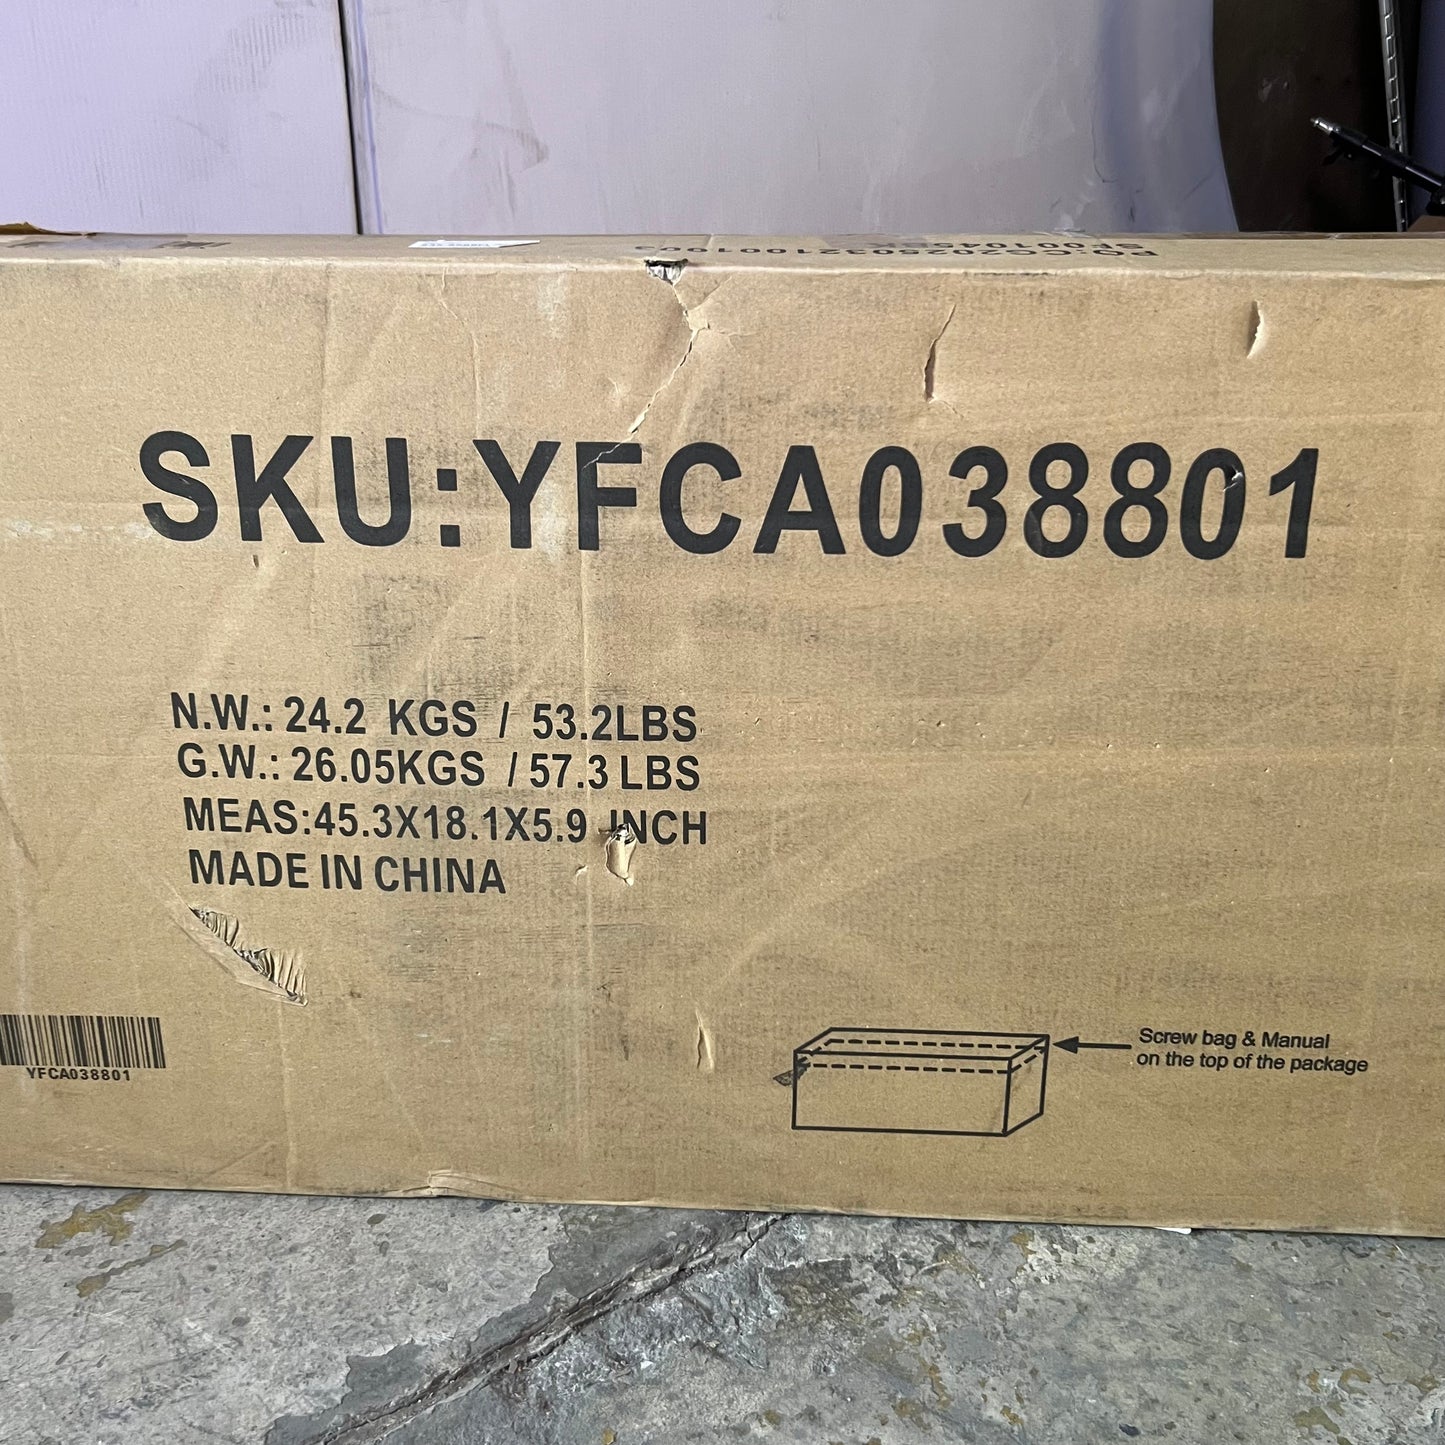 SKU:YFCA038801
N.W.: 24.2 KGS / 53.2LBS
G.W.: 26.05KGS / 57.3 LBS
MEAS:45.3X18.1X5.9 INCH
MADE IN CHINA
YFCA038801
Screw bag & Manual
on the top of the package